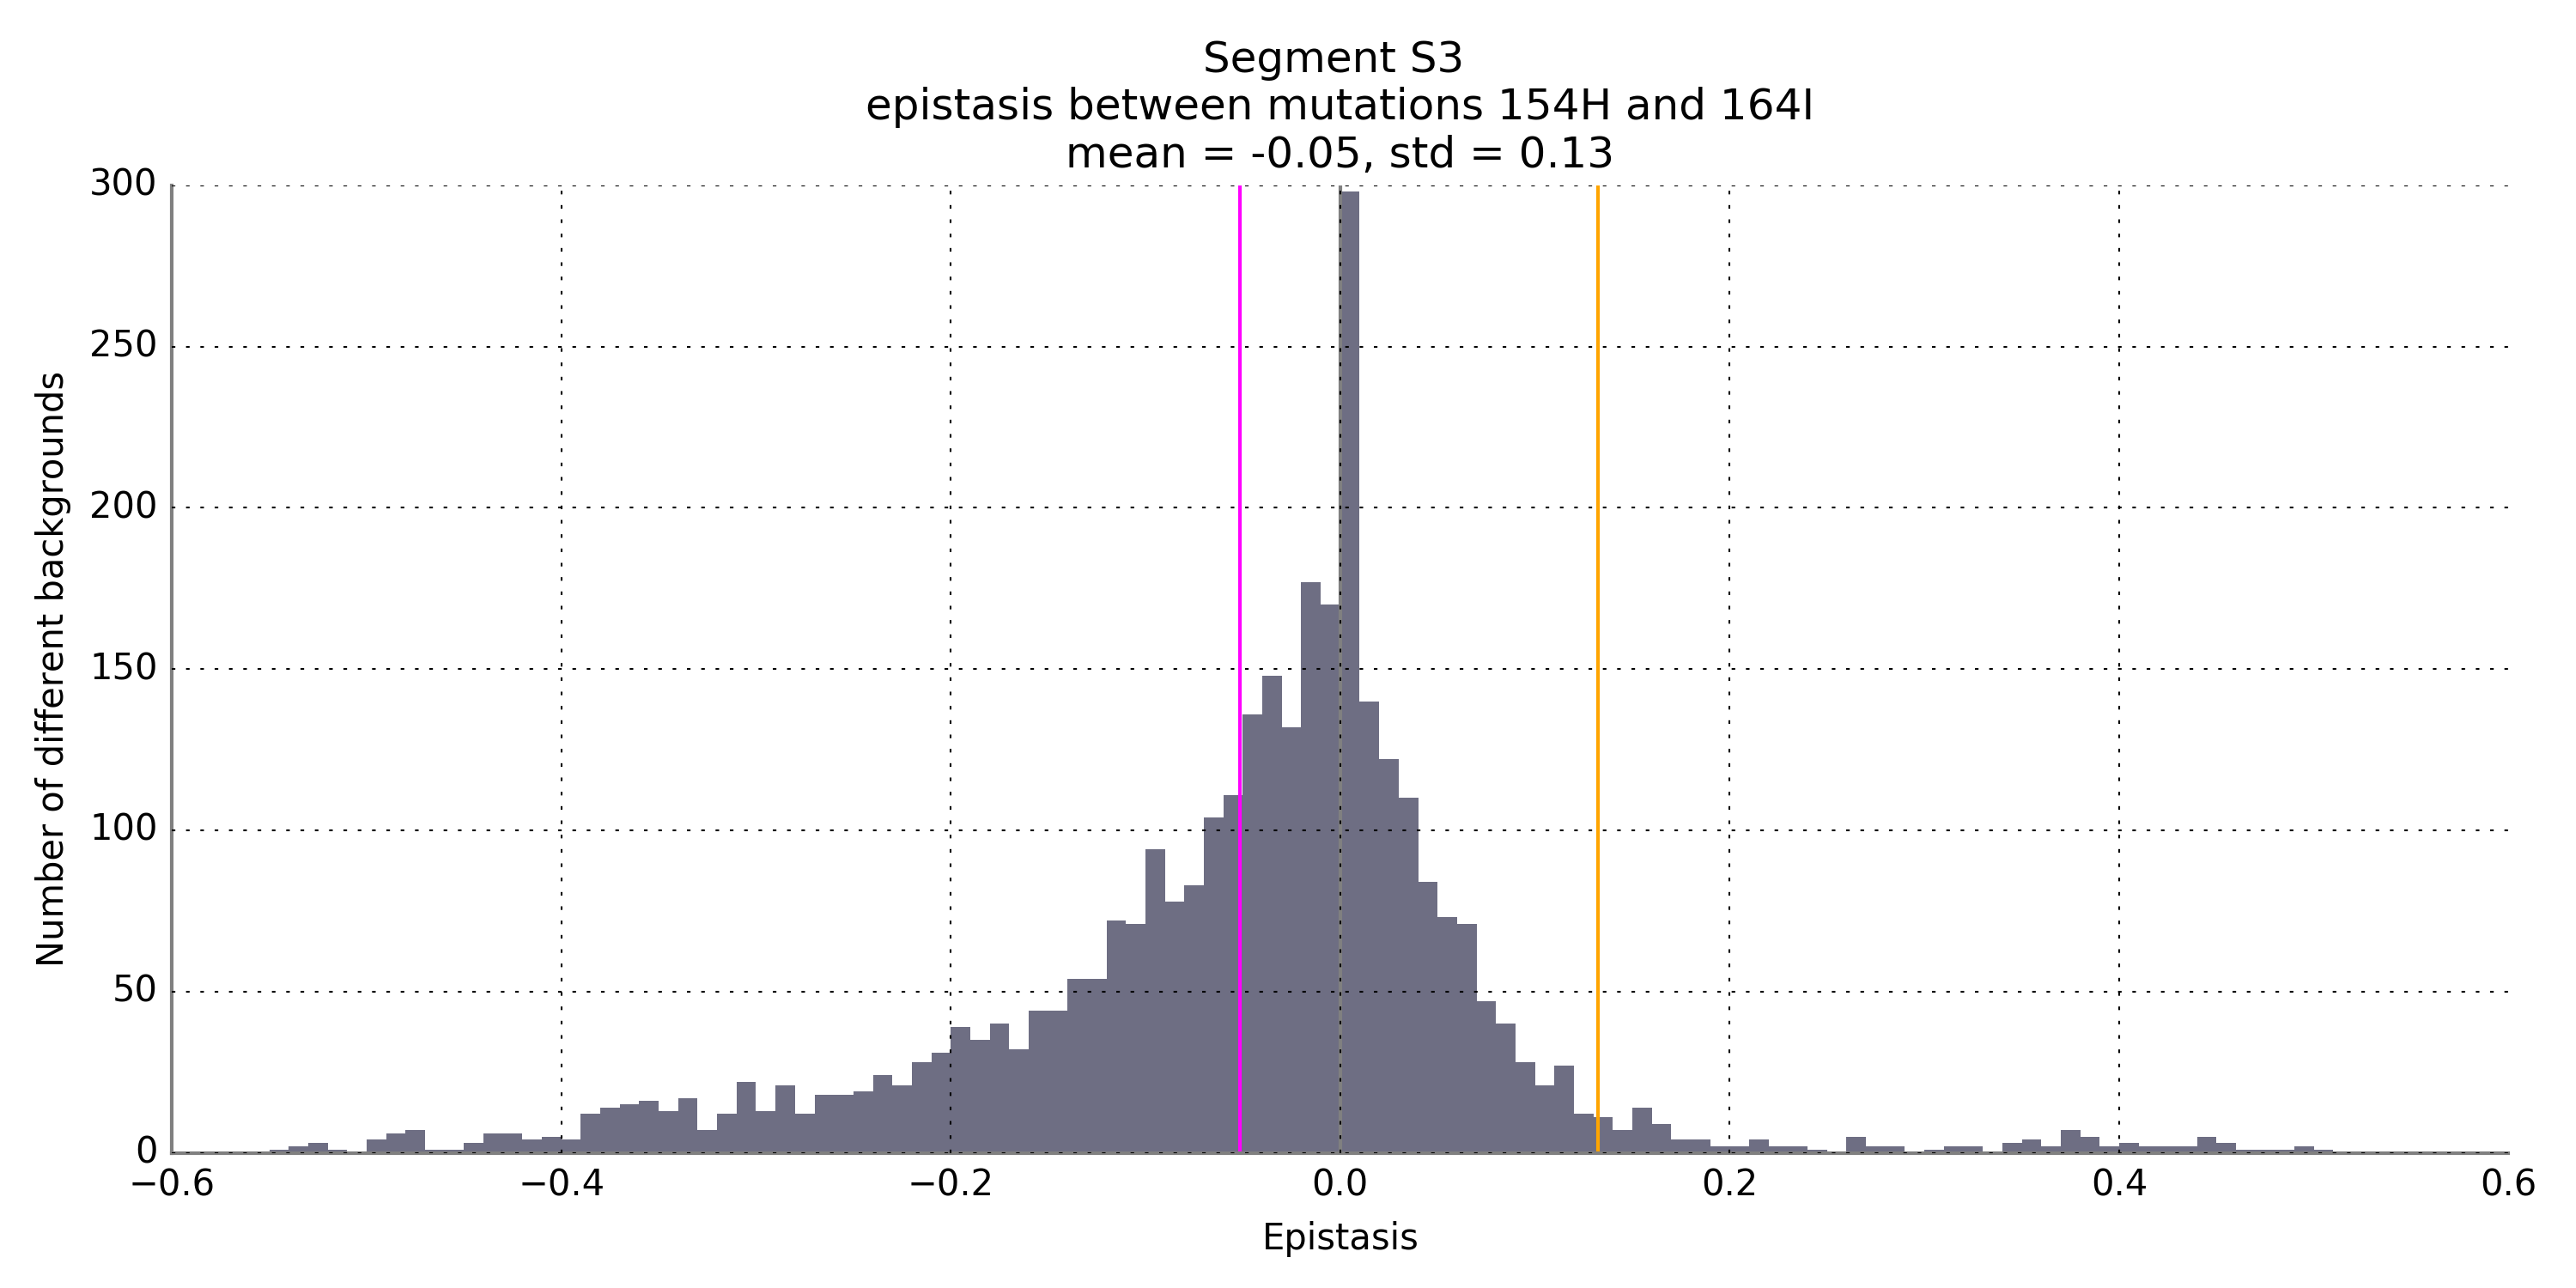 Segment S3
epistasis between mutations 154H and 164I
mean = -0.05, std = 0.13
300
250
200
150
100
50
0
Number of different backgrounds
−0.6 −0.4 −0.2 0.0 0.2 0.4 0.6
Epistasis